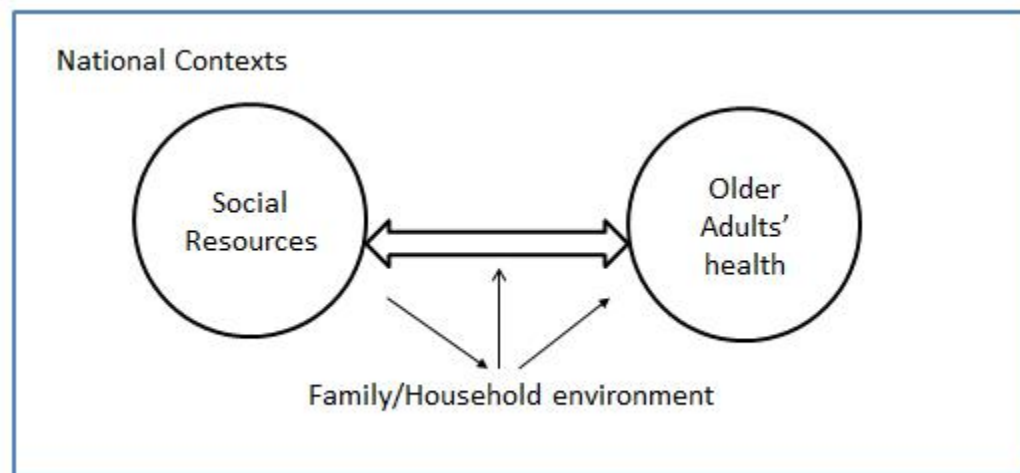 National Contexts
Social
Resources
Older
Adults’
health
Family/Household environment